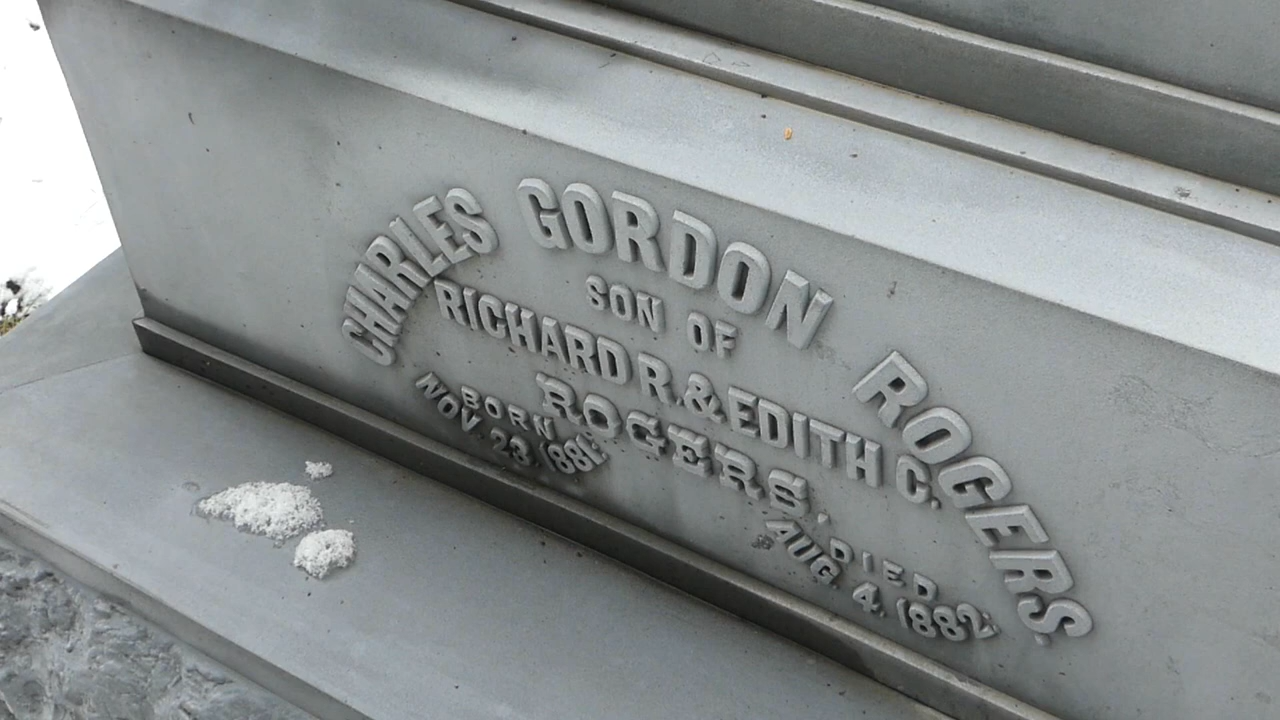 CHARLES GORDON ROGERS.
SON OF
RICHARD R. & EDITH C.
ROGERS,
BORN
NOV. 23, 1881.
DIED
AUG. 4, 1882.